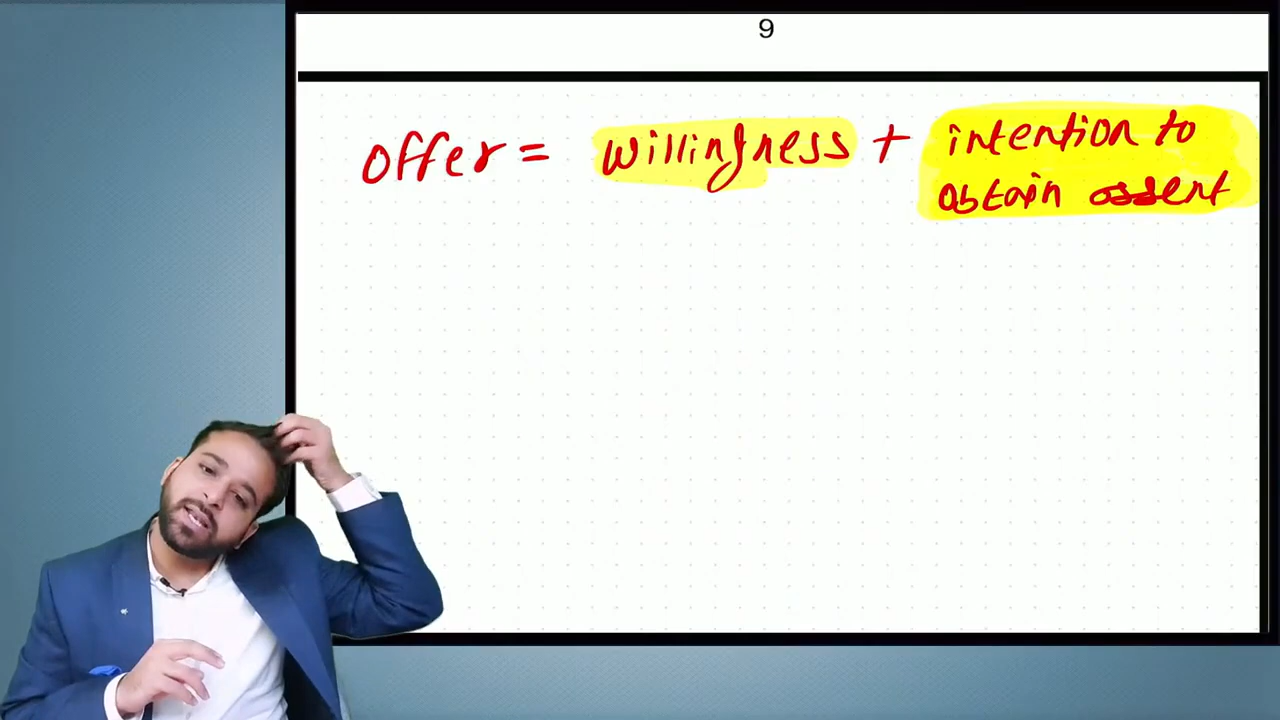 9
offer = willingness + intention to
obtain assent